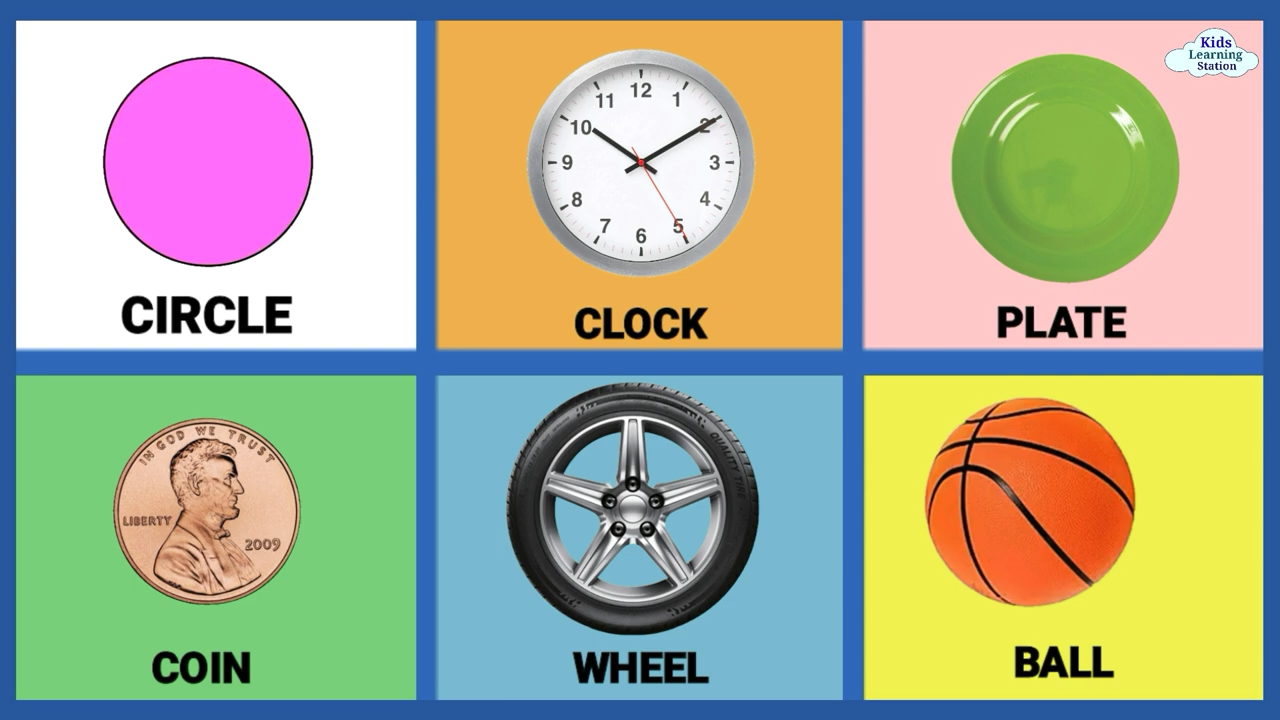 Kids
Learning
Station
CIRCLE
12
11
1
10
2
9
3
8
4
7
5
6
CLOCK
PLATE
IN GOD WE TRUST
LIBERTY
2009
COIN
WHEEL
BALL